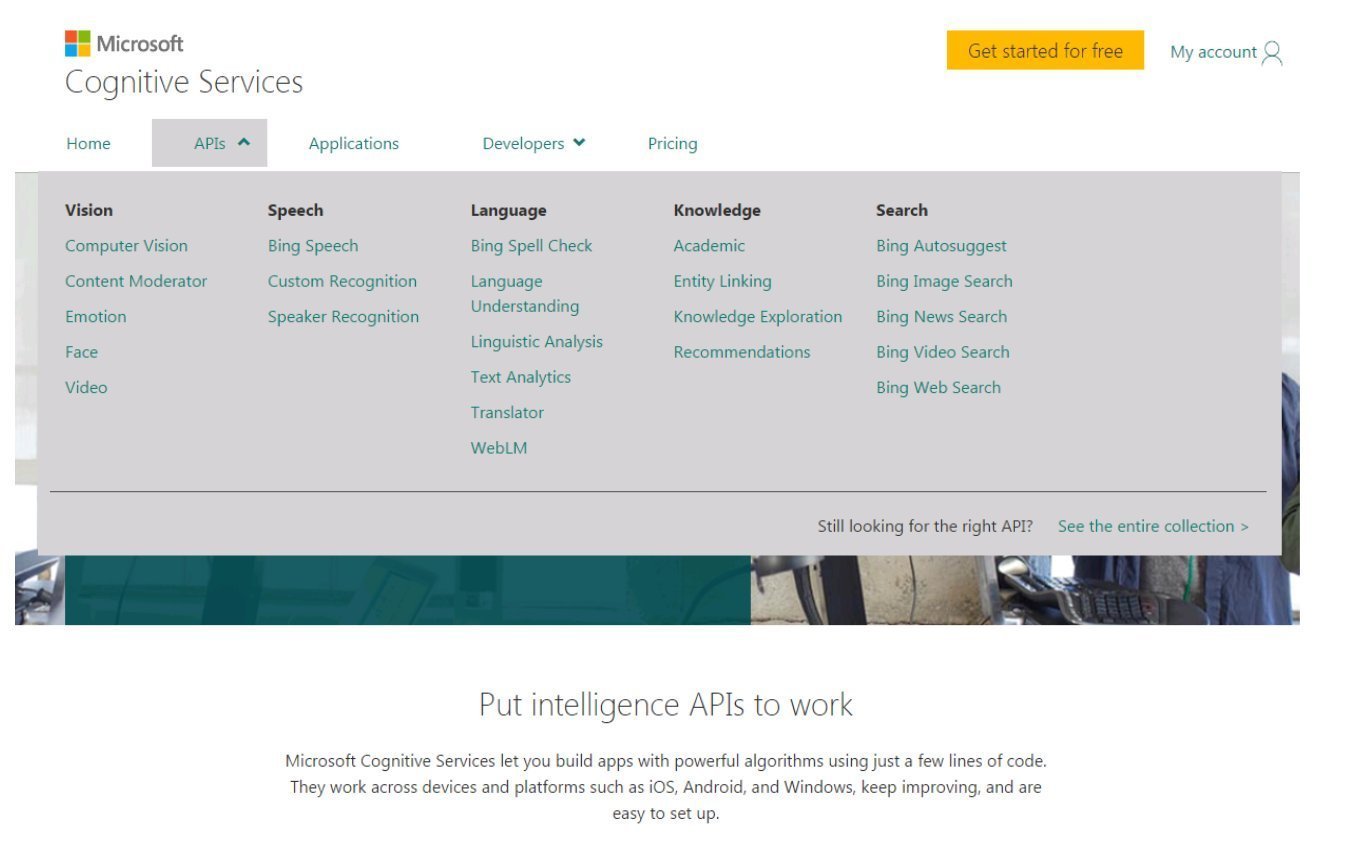 Microsoft
Cognitive Services
Get started for free
My account
Home
APIs
Applications
Developers
Pricing
Vision
Computer Vision
Content Moderator
Emotion
Face
Video
Speech
Bing Speech
Custom Recognition
Speaker Recognition
Language
Bing Spell Check
Language
Understanding
Linguistic Analysis
Text Analytics
Translator
WebLM
Knowledge
Academic
Entity Linking
Knowledge Exploration
Recommendations
Search
Bing Autosuggest
Bing Image Search
Bing News Search
Bing Video Search
Bing Web Search
Still looking for the right API? See the entire collection >
Put intelligence APIs to work
Microsoft Cognitive Services let you build apps with powerful algorithms using just a few lines of code.
They work across devices and platforms such as iOS, Android, and Windows, keep improving, and are
easy to set up.